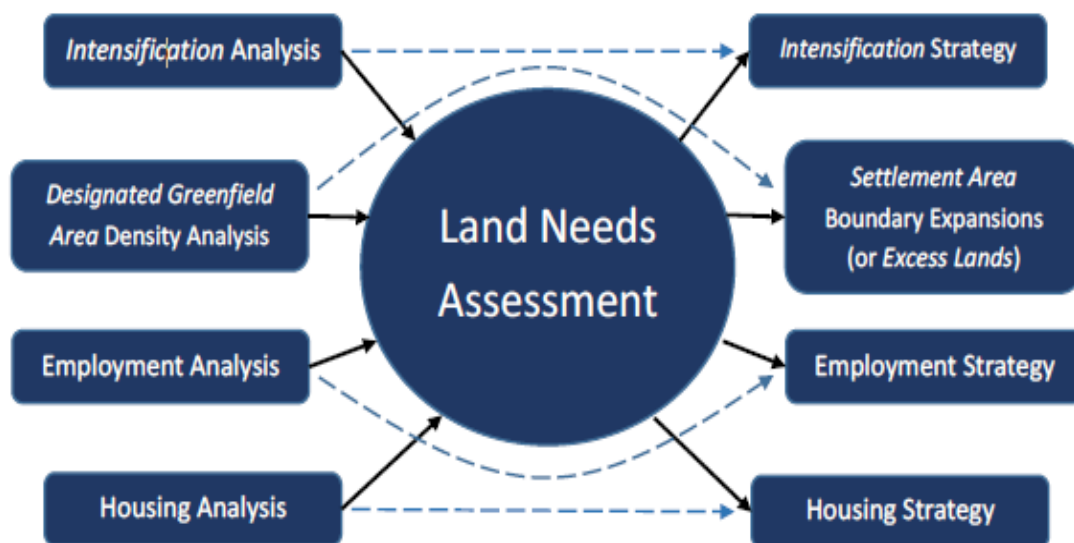 Intensification Analysis
Intensification Strategy
Designated Greenfield
Area Density Analysis
Land Needs
Assessment
Settlement Area
Boundary Expansions
(or Excess Lands)
Employment Analysis
Employment Strategy
Housing Analysis
Housing Strategy